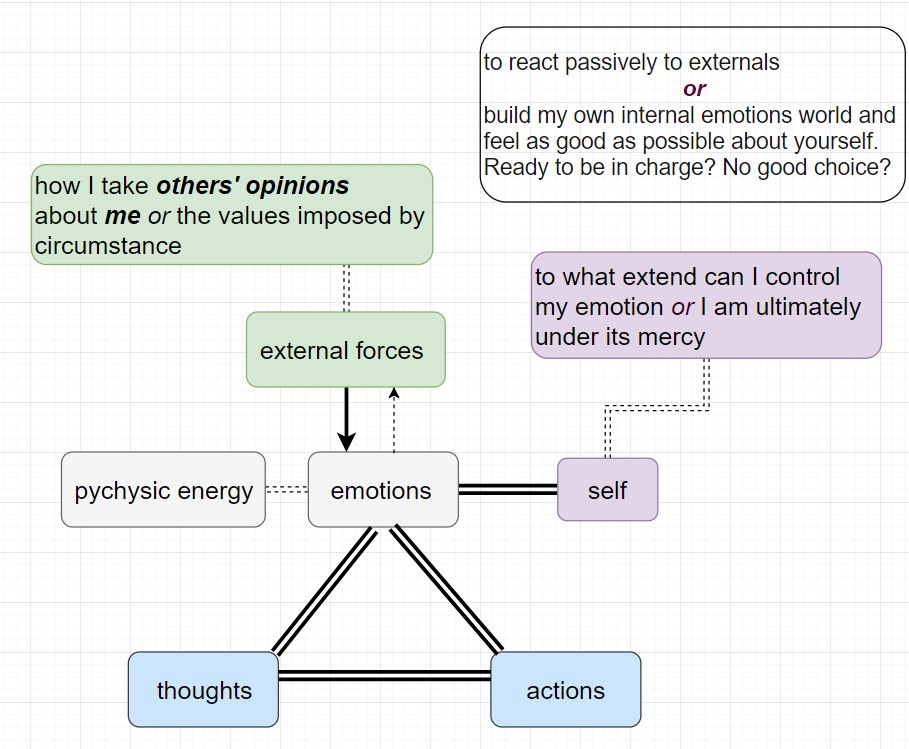 to react passively to externals
or
build my own internal emotions world and
feel as good as possible about yourself.
Ready to be in charge? No good choice?
how I take others' opinions
about me or the values imposed by
circumstance
to what extend can I control
my emotion or I am ultimately
under its mercy
external forces
pychysic energy
emotions
self
thoughts
actions